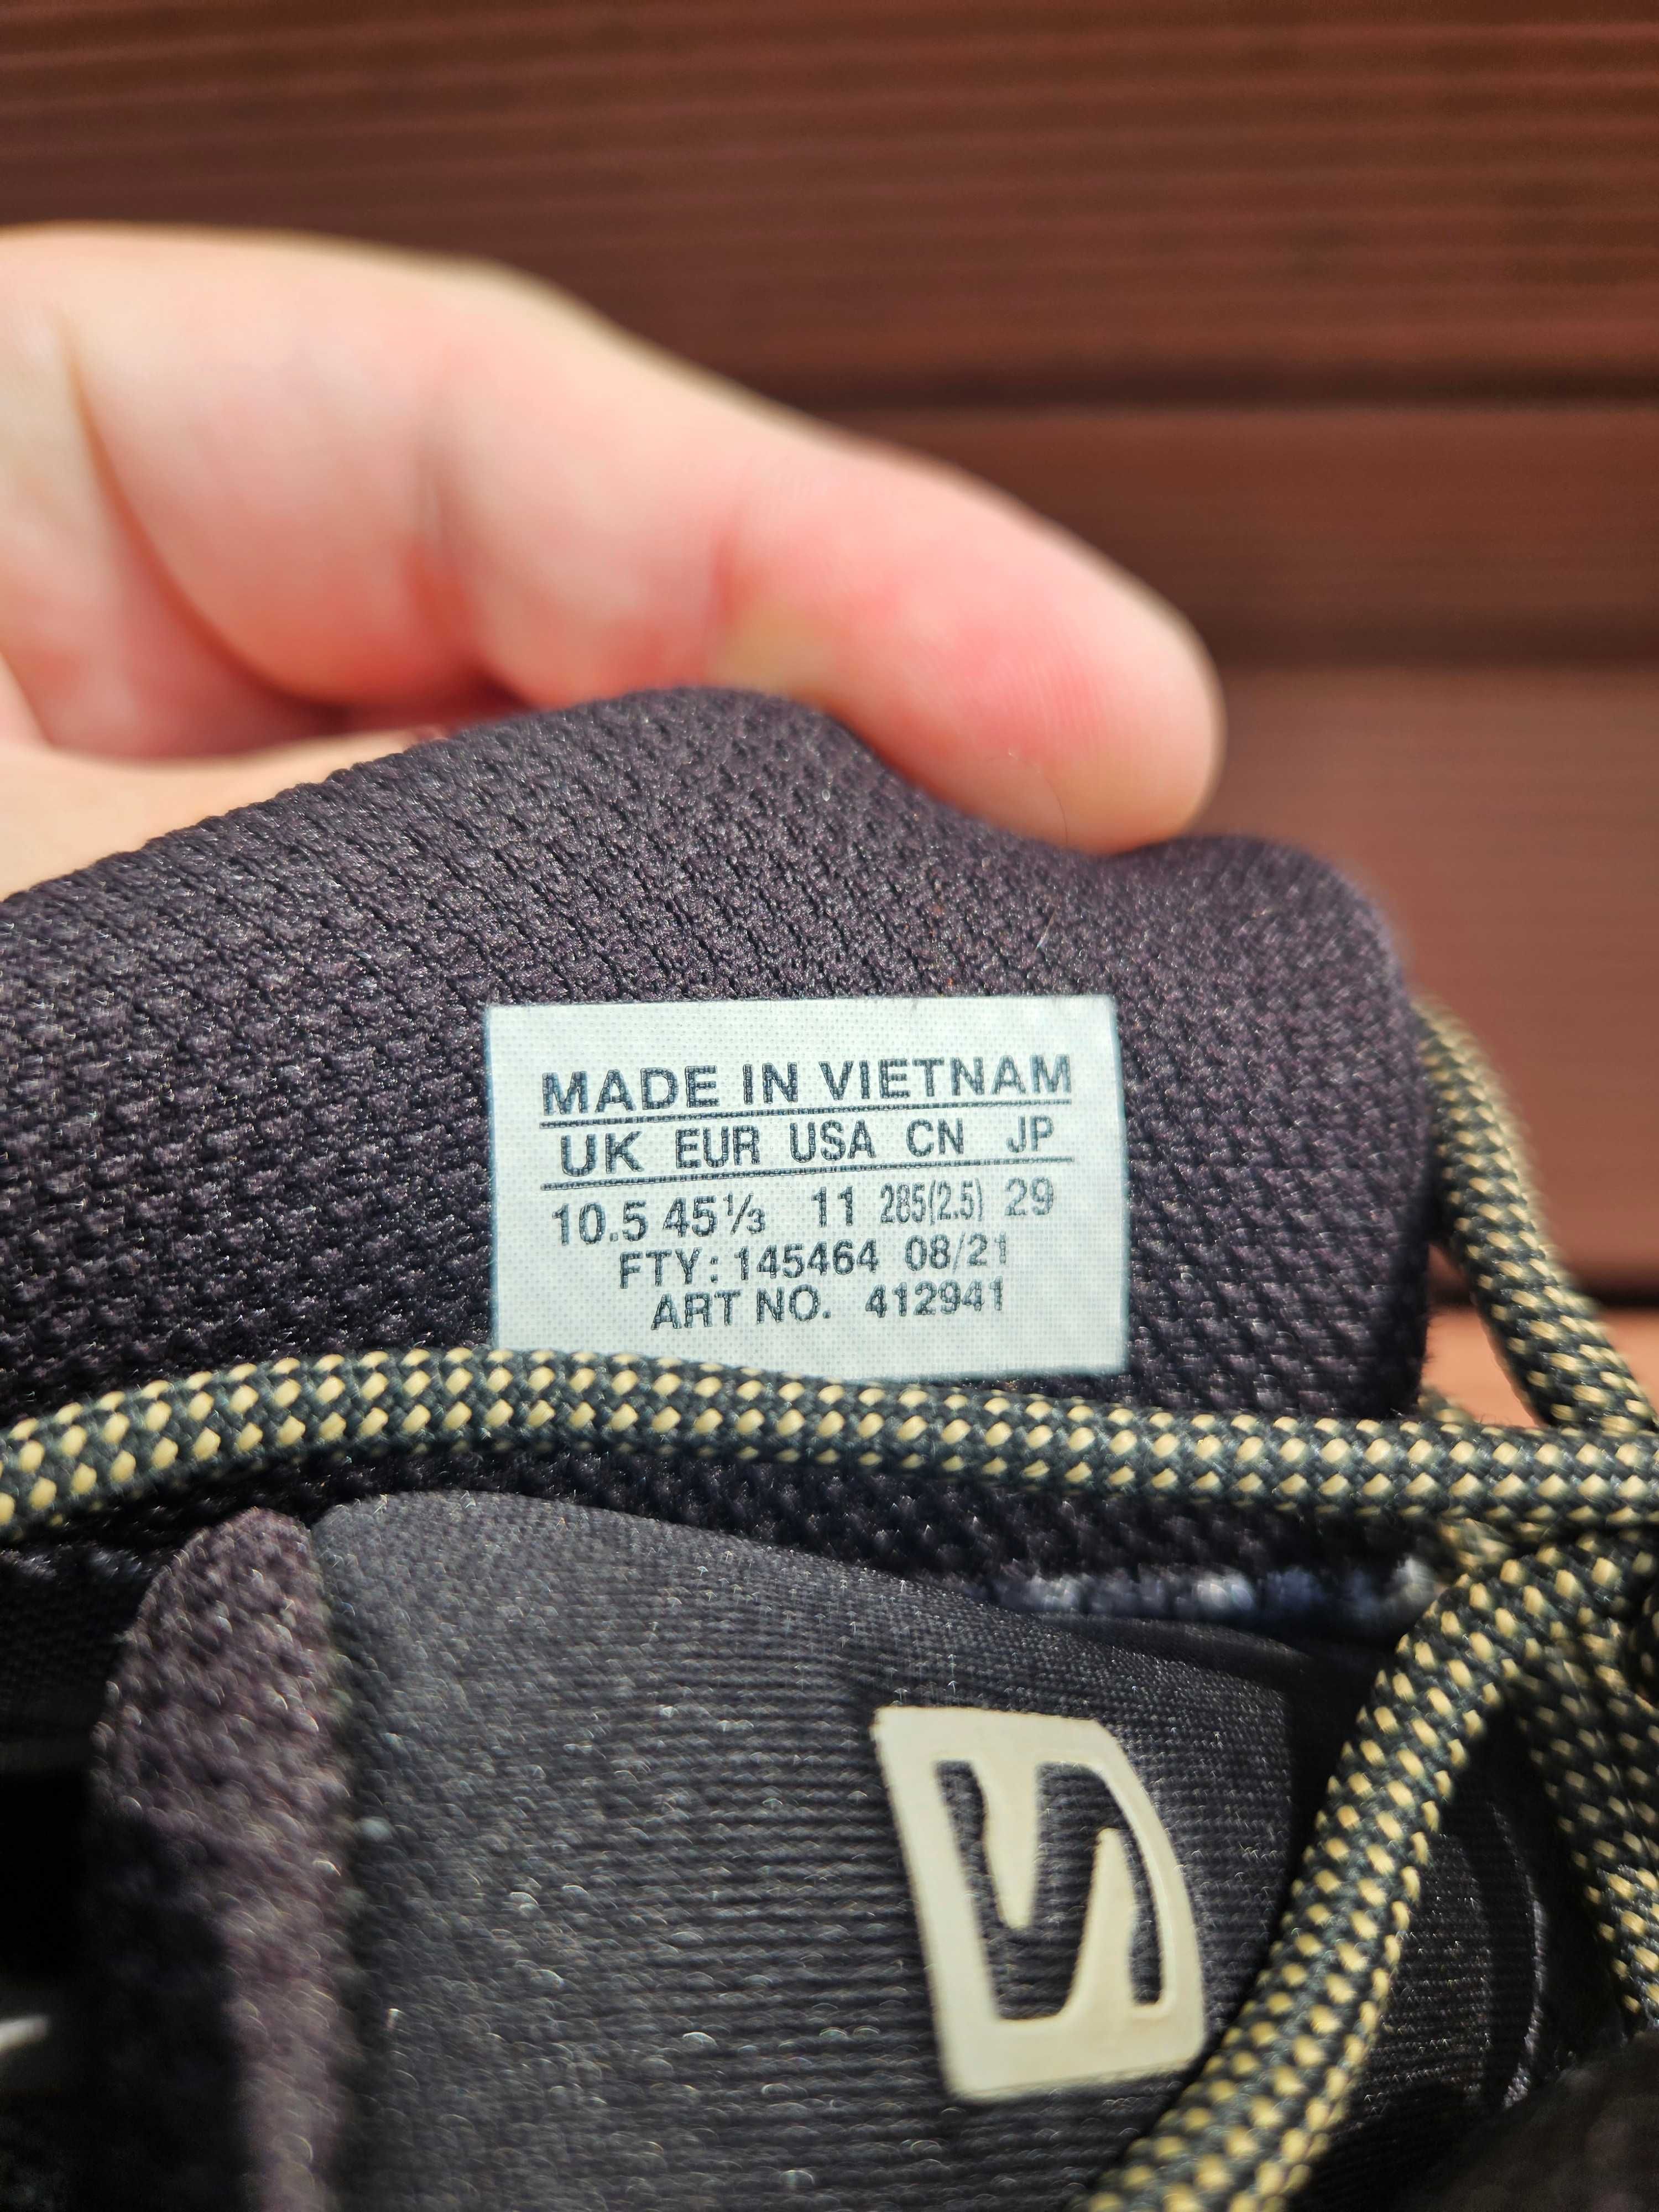 MADE IN VIETNAM
UK EUR USA CN JP
10.5 45⅓ 11 285(2.5) 29
FTY: 145464 08/21
ART NO. 412941
S